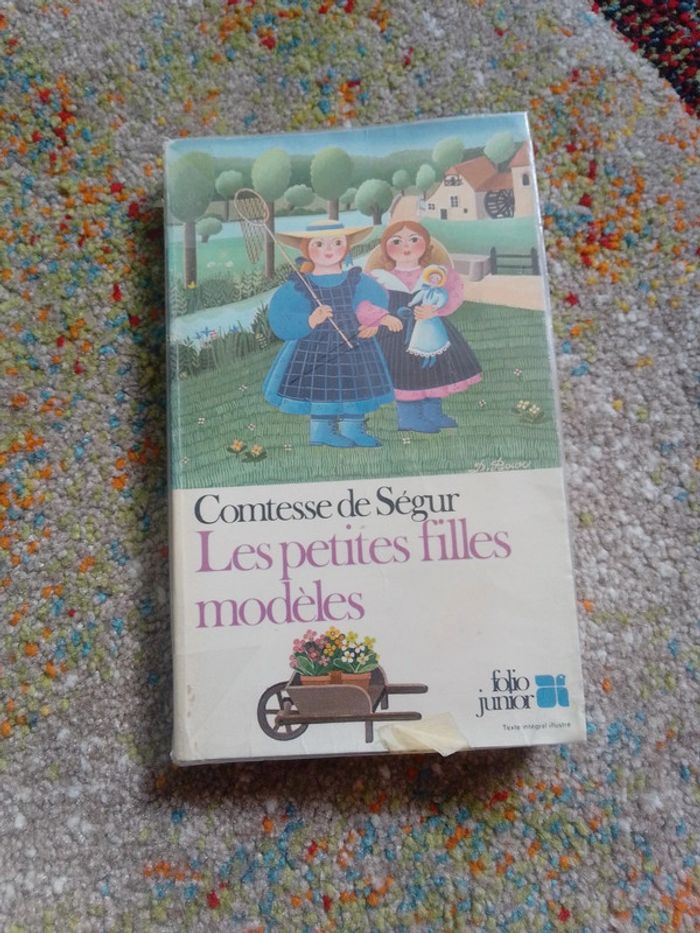 Comtesse de Ségur
Les petites filles
modèles
folio
junior
Texte intégral illustré